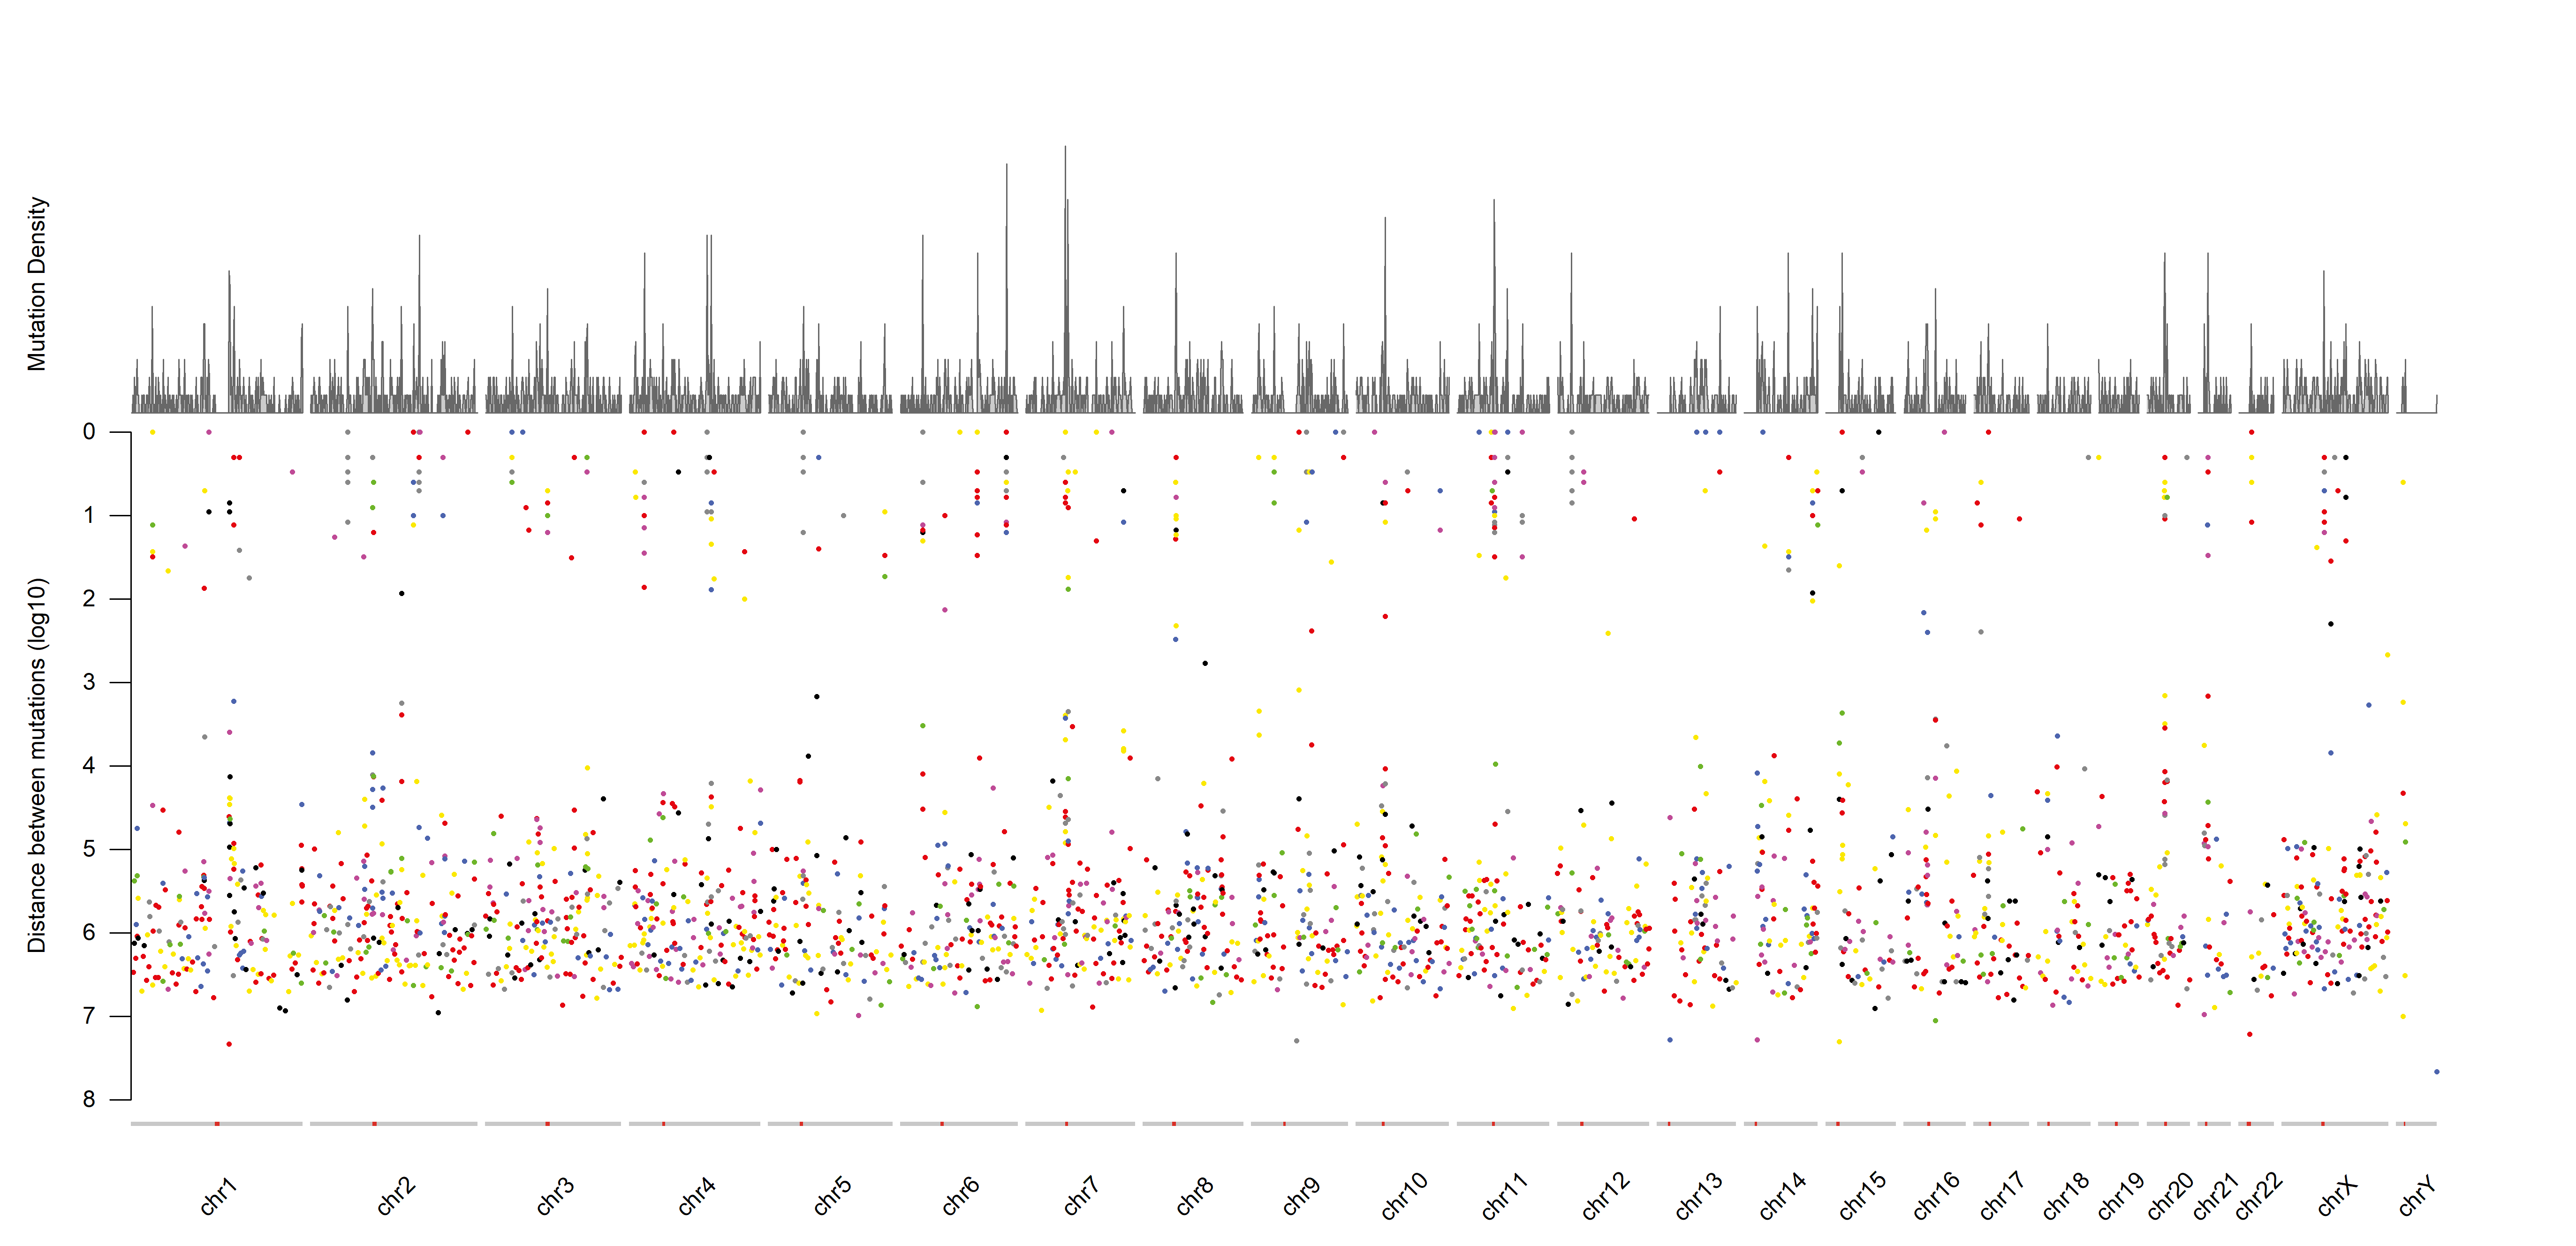 Mutation Density
Distance between mutations (log10)
0
1
2
3
4
5
6
7
8
chr1
chr2
chr3
chr4
chr5
chr6
chr7
chr8
chr9
chr10
chr11
chr12
chr13
chr14
chr15
chr16
chr17
chr18
chr19
chr20
chr21
chr22
chrX
chrY